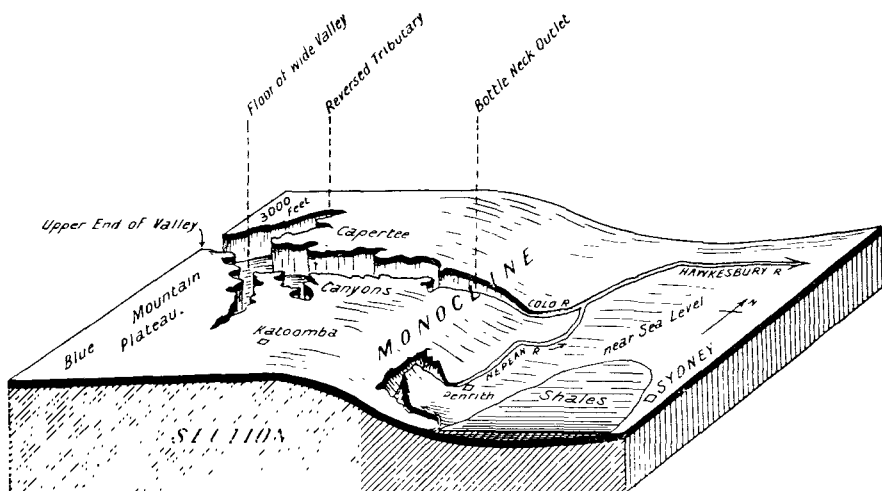 Floor of wide Valley
Reversed Tributary
Bottle Neck Outlet
Upper End of Valley
3000
feet
Capertee
Canyons
Blue Mountain
Plateau.
Katoomba
MONOCLINE
COLO R
HAWKESBURY R
N
NEPEAN R
near Sea Level
Penrith
Shales
SYDNEY
SECTION